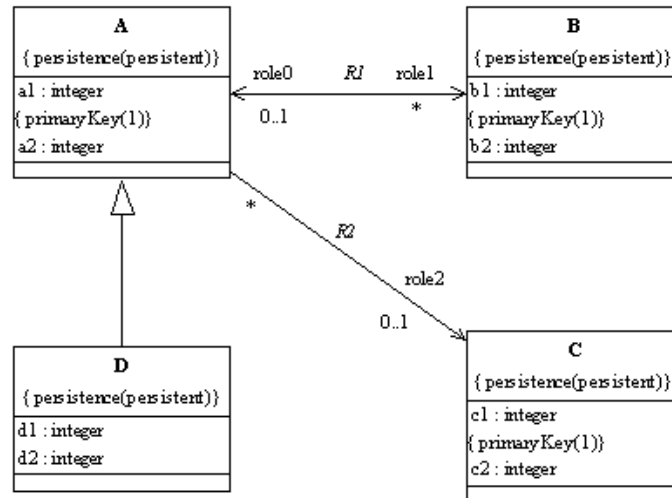 A
{persistence(persistent)}
a1 : integer
{primaryKey(1)}
a2 : integer
role0 R1 role1
0..1 *
B
{persistence(persistent)}
b1 : integer
{primaryKey(1)}
b2 : integer
*
R2
role2
0..1
D
{persistence(persistent)}
d1 : integer
d2 : integer
C
{persistence(persistent)}
c1 : integer
{primaryKey(1)}
c2 : integer